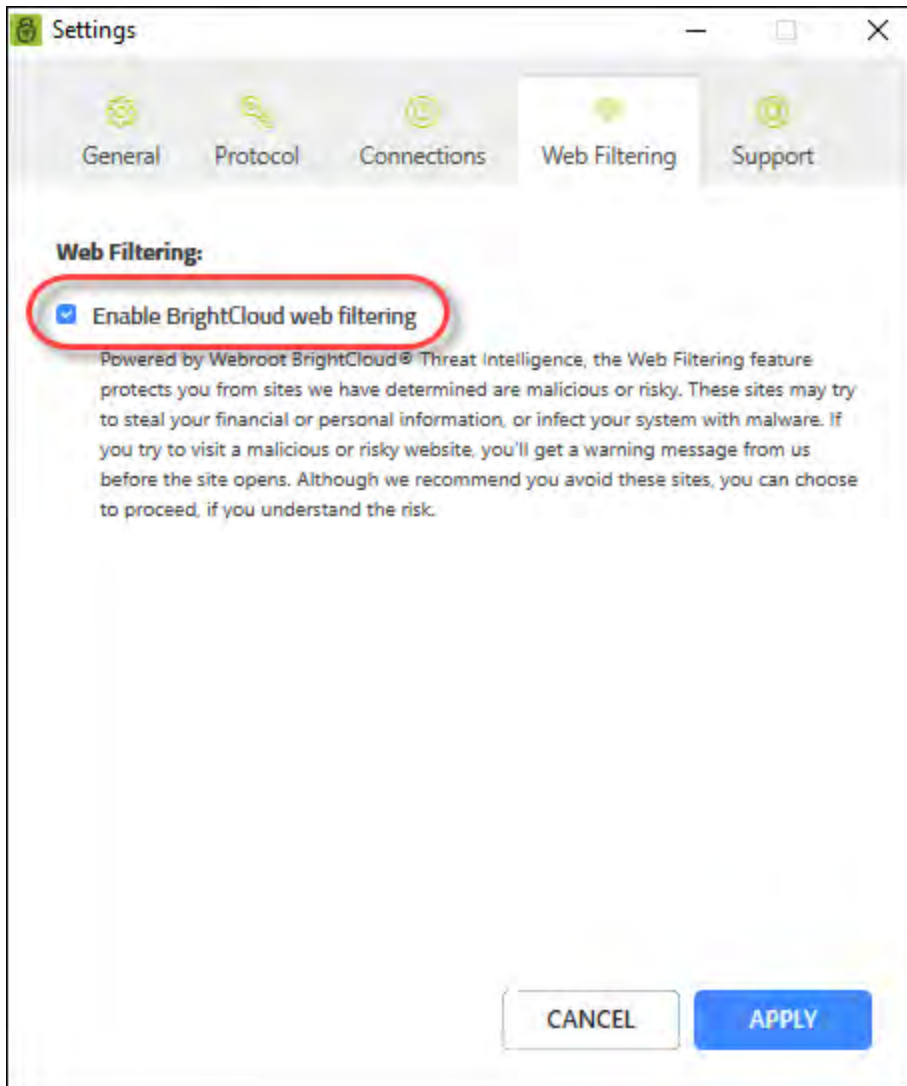 Settings
General Protocol Connections Web Filtering Support
Web Filtering:
Enable BrightCloud web filtering
Powered by Webroot BrightCloud® Threat Intelligence, the Web Filtering feature
protects you from sites we have determined are malicious or risky. These sites may try
to steal your financial or personal information, or infect your system with malware. If
you try to visit a malicious or risky website, you'll get a warning message from us
before the site opens. Although we recommend you avoid these sites, you can choose
to proceed, if you understand the risk.
CANCEL APPLY